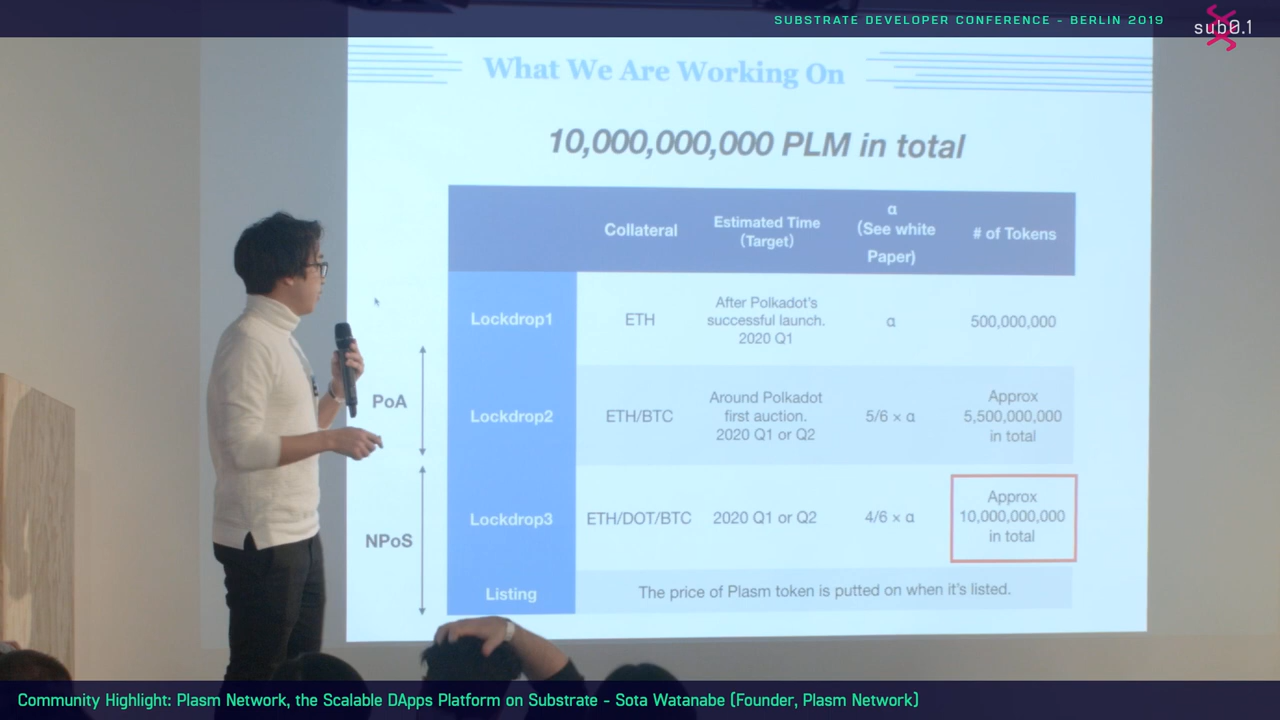 SUBSTRATE DEVELOPER CONFERENCE - BERLIN 2019
sub0.1
What We Are Working On
10,000,000,000 PLM in total
Collateral
Estimated Time
(Target)
α
(See white
Paper)
# of Tokens
Lockdrop1
ETH
After Polkadot's
successful launch.
2020 Q1
α
500,000,000
PoA
Lockdrop2
ETH/BTC
Around Polkadot
first auction.
2020 Q1 or Q2
5/6 × α
Approx
5,500,000,000
in total
NPoS
Lockdrop3
ETH/DOT/BTC
2020 Q1 or Q2
4/6 × α
Approx
10,000,000,000
in total
Listing
The price of Plasm token is putted on when it's listed.
Community Highlight: Plasm Network, the Scalable DApps Platform on Substrate - Sota Watanabe (Founder, Plasm Network)